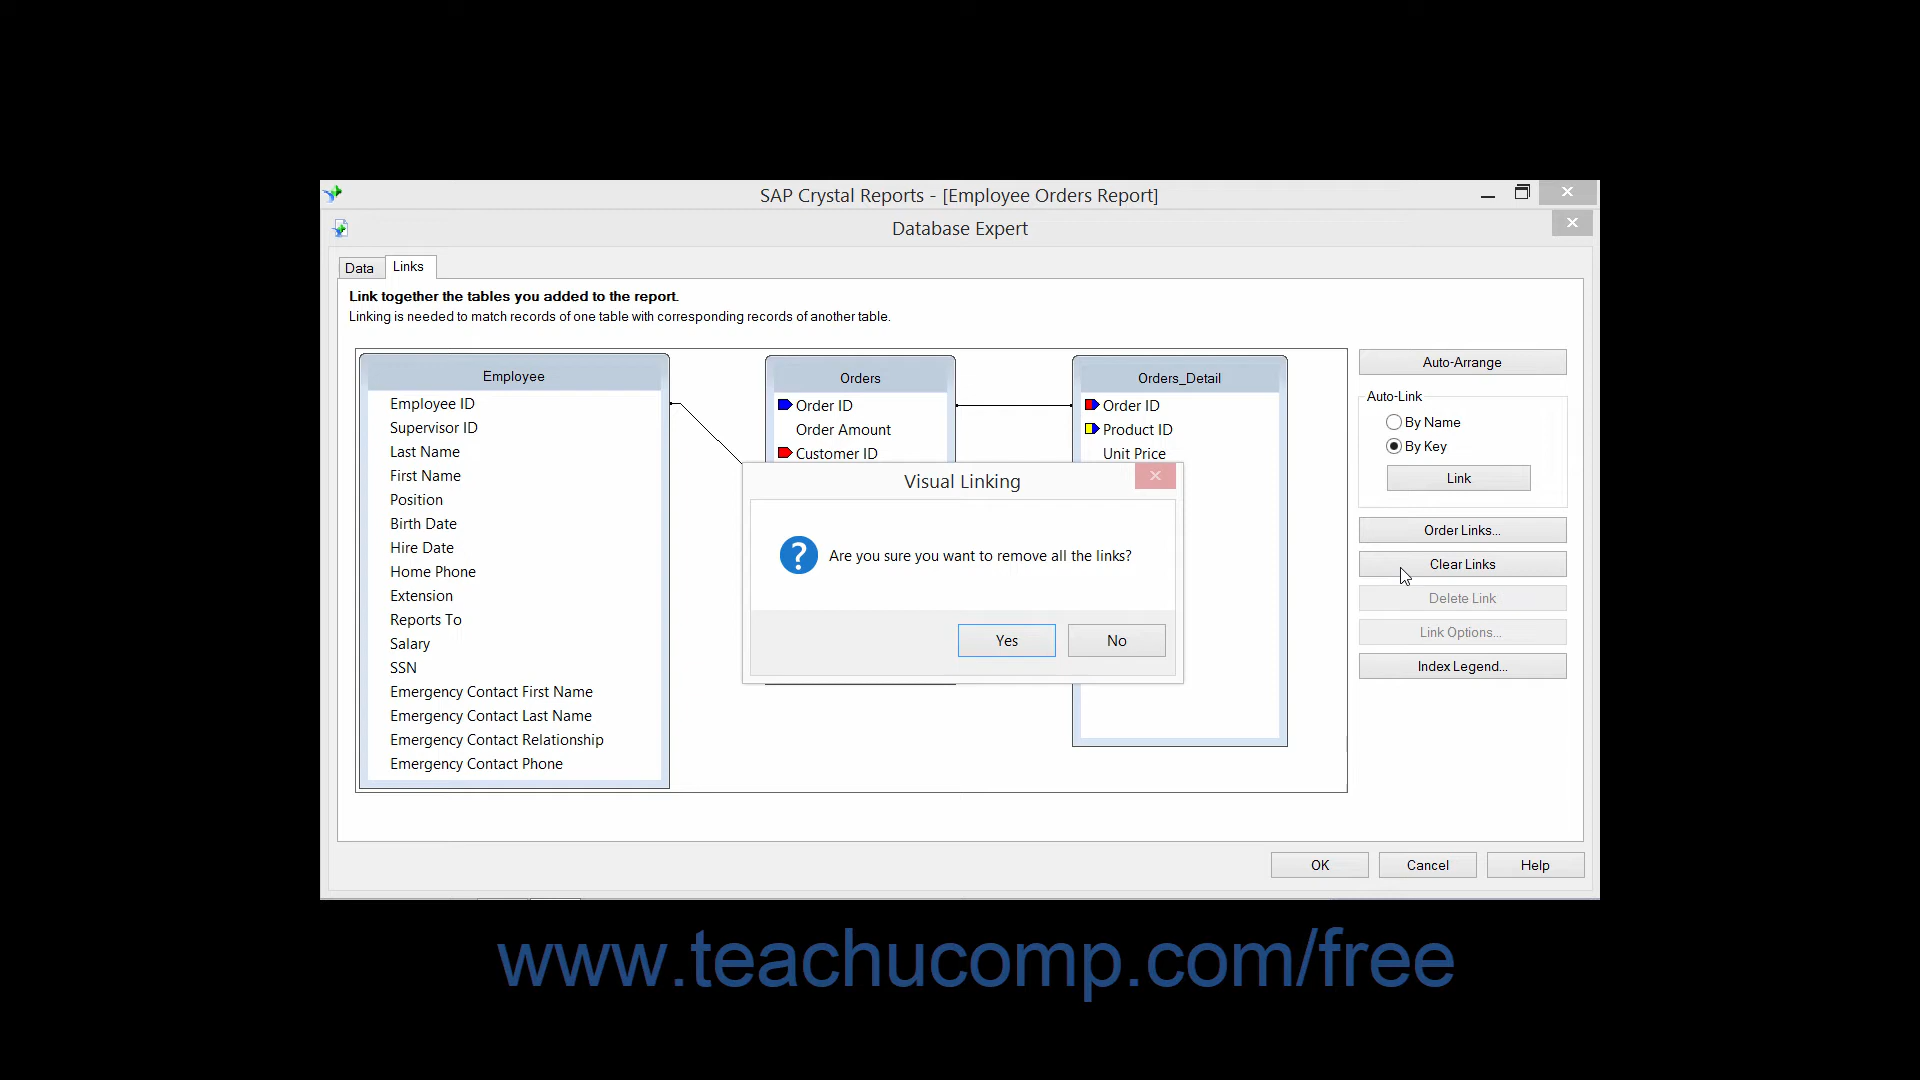 SAP Crystal Reports - [Employee Orders Report]
Database Expert
Data
Links
Link together the tables you added to the report.
Linking is needed to match records of one table with corresponding records of another table.
Employee
Employee ID
Supervisor ID
Last Name
First Name
Position
Birth Date
Hire Date
Home Phone
Extension
Reports To
Salary
SSN
Emergency Contact First Name
Emergency Contact Last Name
Emergency Contact Relationship
Emergency Contact Phone
Orders
Order ID
Order Amount
Customer ID
Orders_Detail
Order ID
Product ID
Unit Price
Visual Linking
Are you sure you want to remove all the links?
Yes
No
Auto-Arrange
Auto-Link
By Name
By Key
Link
Order Links...
Clear Links
Delete Link
Link Options...
Index Legend...
OK
Cancel
Help
www.teachucomp.com/free